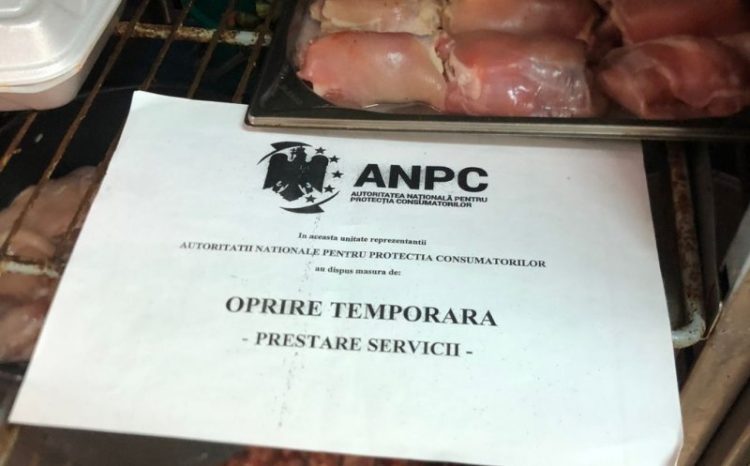 ANPC
AUTORITATEA NAȚIONALĂ PENTRU
PROTECȚIA CONSUMATORILOR
In aceasta unitate reprezentantii
AUTORITATII NATIONALE PENTRU PROTECTIA CONSUMATORILOR
au dispus masura de:
OPRIRE TEMPORARA
- PRESTARE SERVICII -